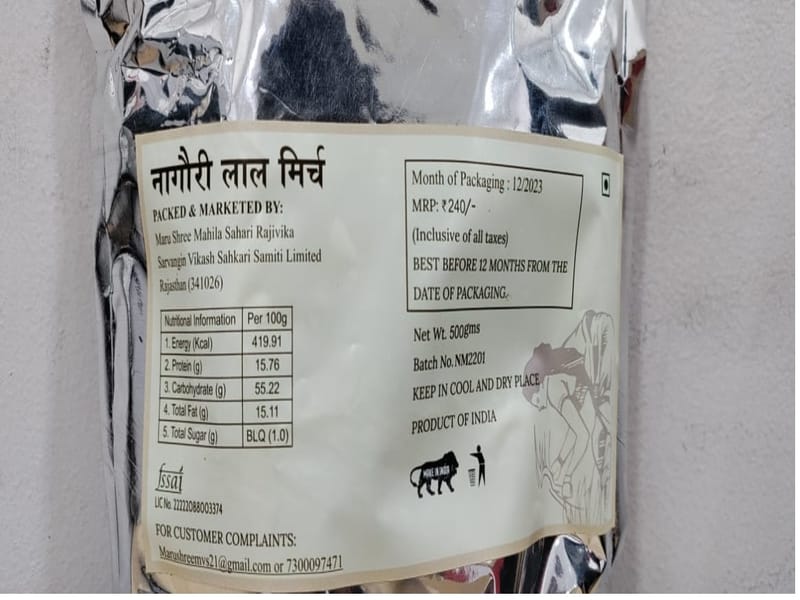 नागौरी लाल मिर्च
PACKED & MARKETED BY:
Maru Shree Mahila Sahari Rajivika
Sarvangin Vikash Sahkari Samiti Limited
Rajasthan (341026)
Nutritional Information Per 100g
1. Energy (Kcal) 419.91
2. Protein (g) 15.76
3. Carbohydrate (g) 55.22
4. Total Fat (g) 15.11
5. Total Sugar (g) BLQ (1.0)
fssai
LIC No. 22222088003374
FOR CUSTOMER COMPLAINTS:
Marushreemvs21@gmail.com or 7300097471
Month of Packaging : 12/2023
MRP: ₹240/-
(Inclusive of all taxes)
BEST BEFORE 12 MONTHS FROM THE
DATE OF PACKAGING.
Net Wt. 500gms
Batch No. NM2201
KEEP IN COOL AND DRY PLACE
PRODUCT OF INDIA
MAKE IN INDIA